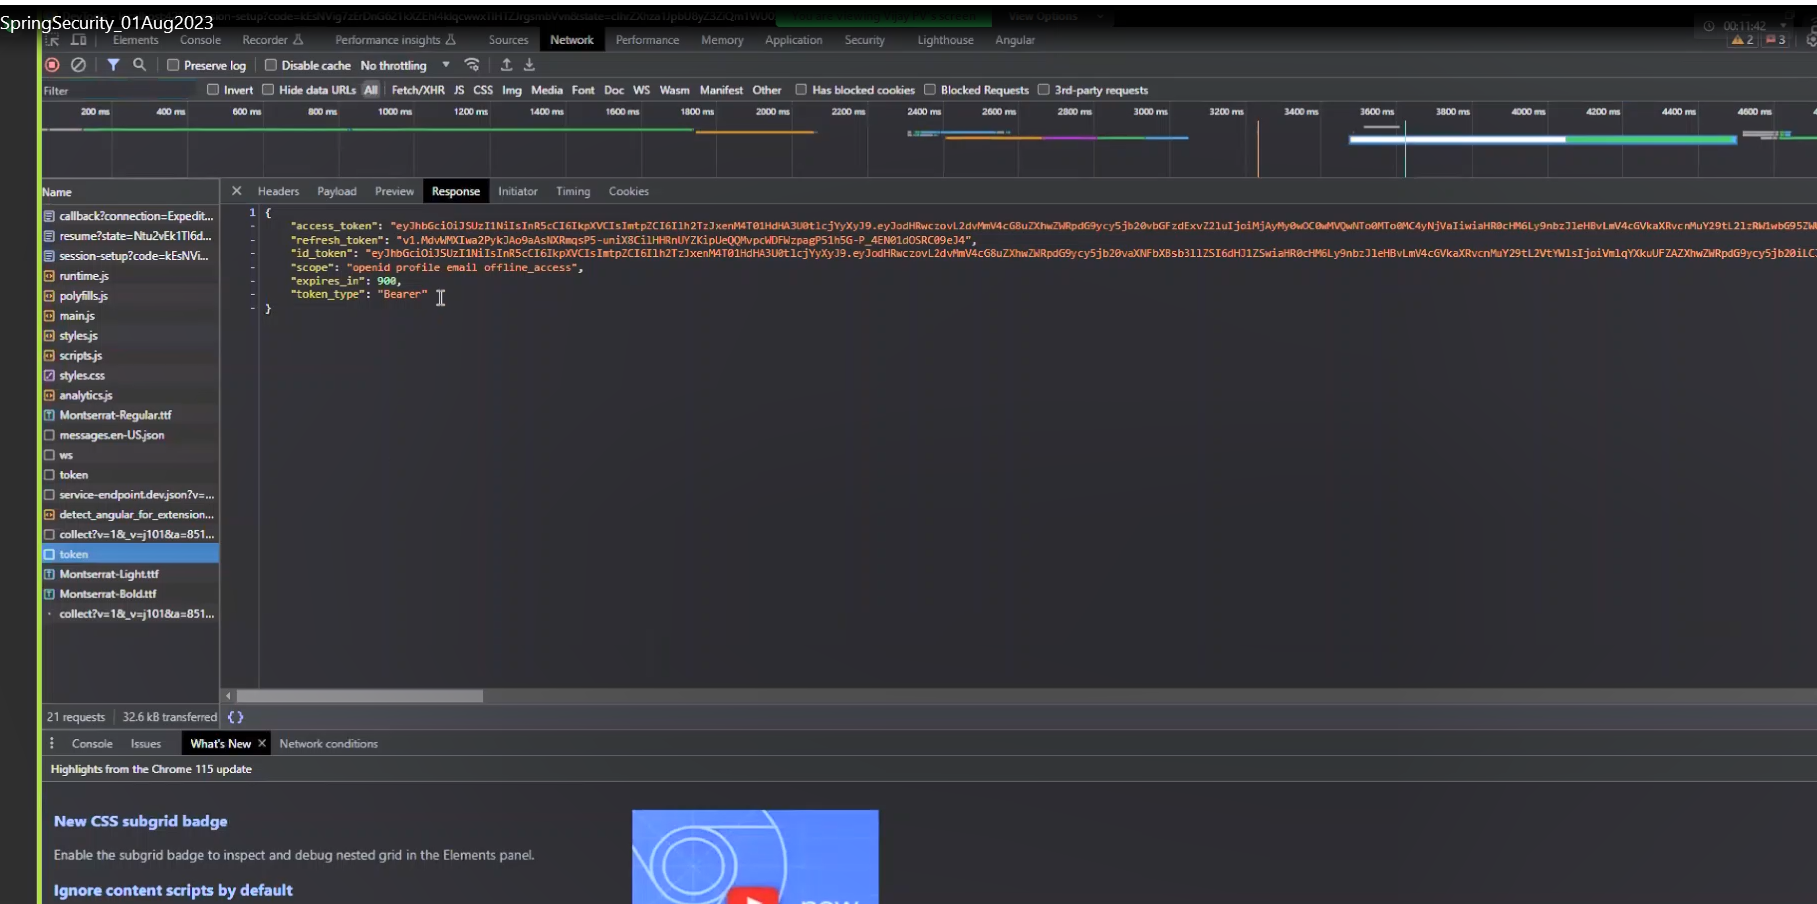 SpringSecurity_01Aug2023
View Options
00:11:42
Elements Console Recorder Performance insights Sources Network Performance Memory Application Security Lighthouse Angular
2 3
Preserve log Disable cache No throttling
Filter Invert Hide data URLs All Fetch/XHR JS CSS Img Media Font Doc WS Wasm Manifest Other Has blocked cookies Blocked Requests 3rd-party requests
200 ms 400 ms 600 ms 800 ms 1000 ms 1200 ms 1400 ms 1600 ms 1800 ms 2000 ms 2200 ms 2400 ms 2600 ms 2800 ms 3000 ms 3200 ms 3400 ms 3600 ms 3800 ms 4000 ms 4200 ms 4400 ms 4600 ms
Name
Headers Payload Preview Response Initiator Timing Cookies
callback?connection=Expedit...
resume?state=Ntu2vEk1Tl6d...
session-setup?code=kEsNVi...
runtime.js
polyfills.js
main.js
styles.js
scripts.js
styles.css
analytics.js
Montserrat-Regular.ttf
messages.en-US.json
ws
token
service-endpoint.dev.json?v=...
detect_angular_for_extension...
collect?v=1&_v=j101&a=851...
token
Montserrat-Light.ttf
Montserrat-Bold.ttf
collect?v=1&_v=j101&a=851...
1 {
"access_token":
"refresh_token":
"id_token":
"scope": "openid profile email offline_access",
"expires_in": 900,
"token_type": "Bearer"
}
21 requests 32.6 kB transferred {}
Console Issues What's New Network conditions
Highlights from the Chrome 115 update
New CSS subgrid badge
Enable the subgrid badge to inspect and debug nested grid in the Elements panel.
Ignore content scripts by default
new